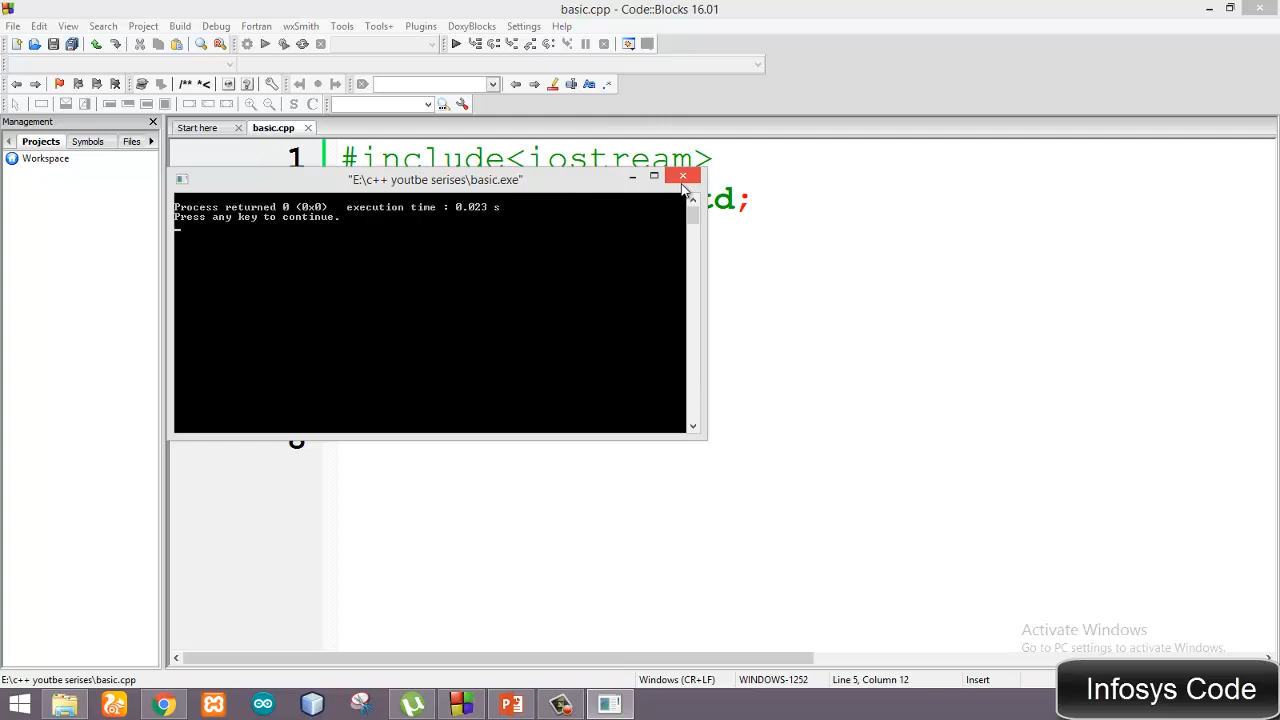 basic.cpp - Code::Blocks 16.01
File Edit View Search Project Build Debug Fortran wxSmith Tools Tools+ Plugins DoxyBlocks Settings Help
/** *<
S C
Management
Start here basic.cpp
Projects Symbols Files
Workspace
1 #include<iostream>
td;
"E:\c++ youtbe serises\basic.exe"
Process returned 0 (0x0) execution time : 0.023 s
Press any key to continue.
Activate Windows
Go to PC settings to activate Windows.
E:\c++ youtbe serises\basic.cpp Windows (CR+LF) WINDOWS-1252 Line 5, Column 12 Insert
Infosys Code